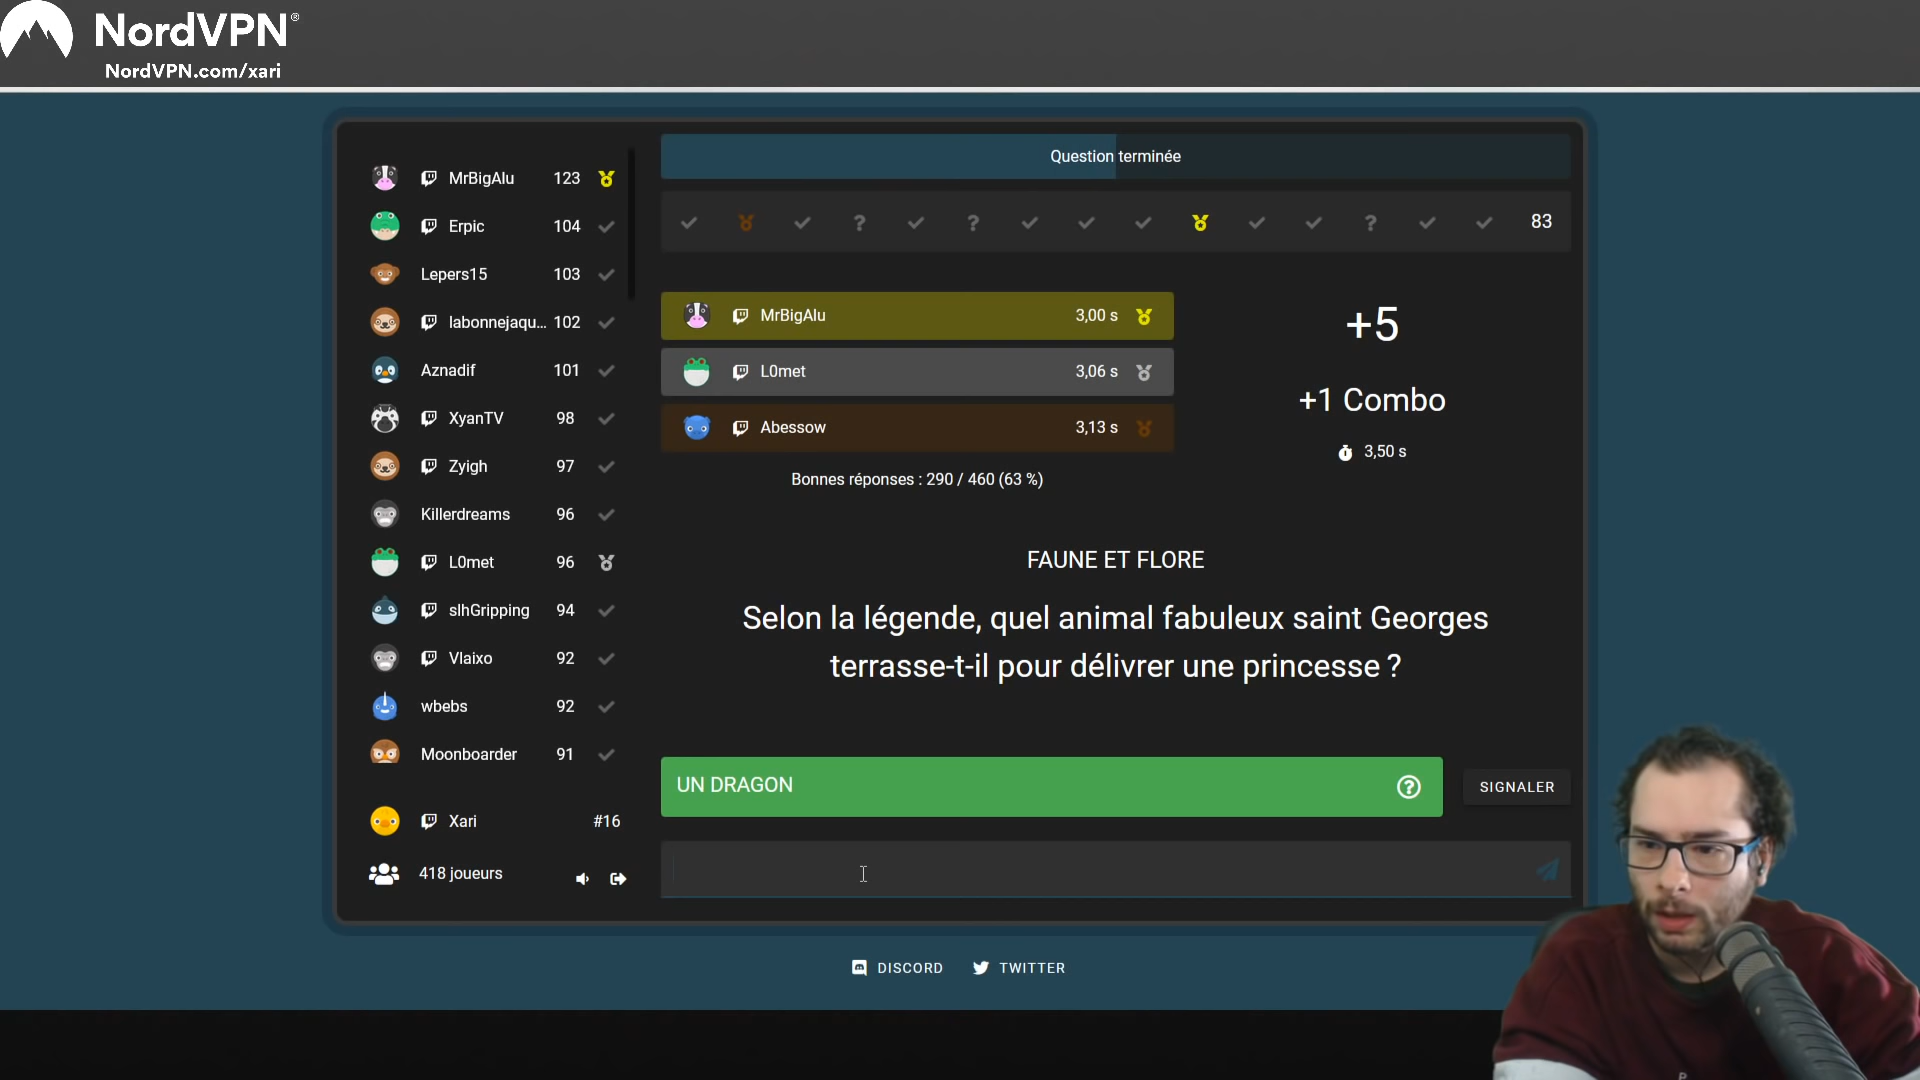 NordVPN®
NordVPN.com/xari
MrBigAlu 123
Erpic 104
Lepers15 103
labonnejaqu... 102
Aznadif 101
XyanTV 98
Zyigh 97
Killerdreams 96
L0met 96
slhGripping 94
Vlaixo 92
wbebs 92
Moonboarder 91
Xari #16
418 joueurs
Question terminée
? ? ? 83
MrBigAlu 3,00 s
L0met 3,06 s
Abessow 3,13 s
Bonnes réponses : 290 / 460 (63 %)
+5
+1 Combo
3,50 s
FAUNE ET FLORE
Selon la légende, quel animal fabuleux saint Georges
terrasse-t-il pour délivrer une princesse ?
UN DRAGON ?
SIGNALER
DISCORD TWITTER